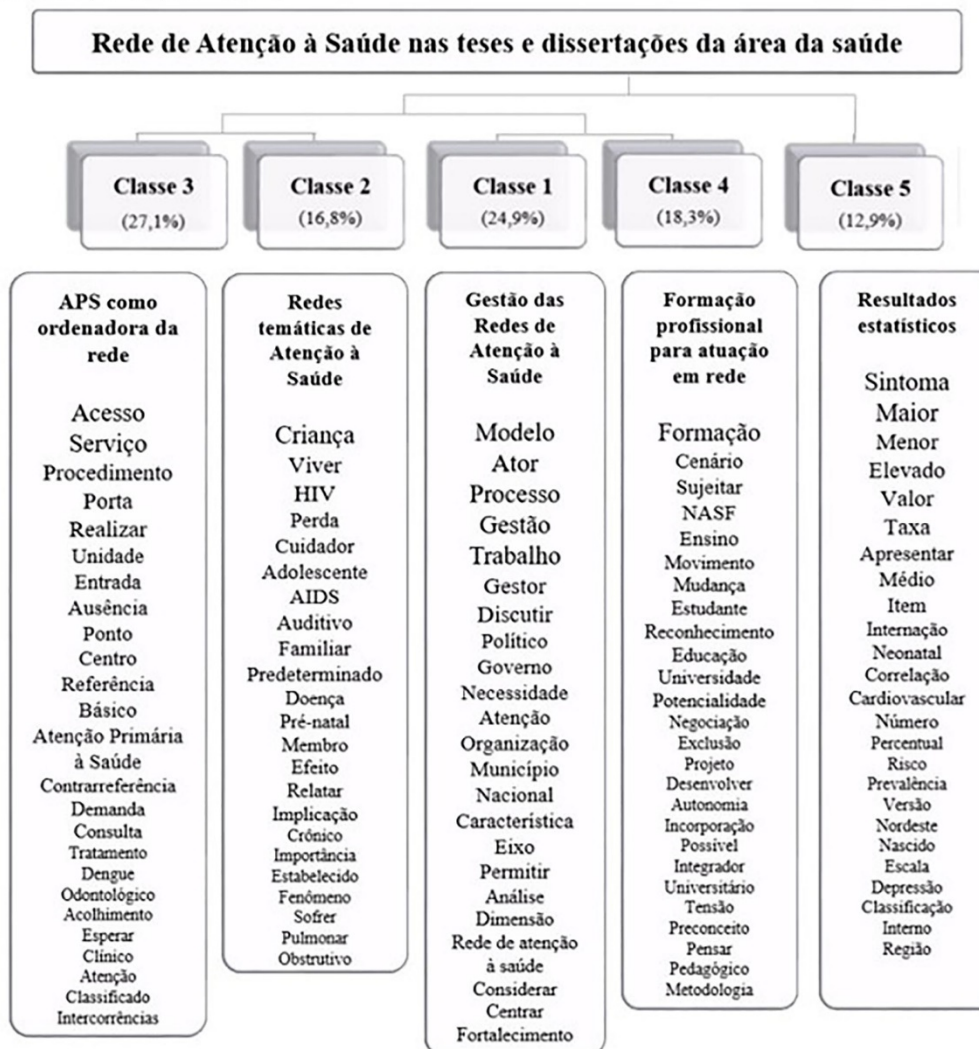 Rede de Atenção à Saúde nas teses e dissertações da área da saúde
Classe 3
(27,1%)
Classe 2
(16,8%)
Classe 1
(24,9%)
Classe 4
(18,3%)
Classe 5
(12,9%)
APS como
ordenadora da
rede
Acesso
Serviço
Procedimento
Porta
Realizar
Unidade
Entrada
Ausência
Ponto
Centro
Referência
Básico
Atenção Primária
à Saúde
Contrarreferência
Demanda
Consulta
Tratamento
Dengue
Odontológico
Acolhimento
Esperar
Clínico
Atenção
Classificado
Intercorrências
Redes
temáticas de
Atenção à
Saúde
Criança
Viver
HIV
Perda
Cuidador
Adolescente
AIDS
Auditivo
Familiar
Predeterminado
Doença
Pré-natal
Membro
Efeito
Relatar
Implicação
Crônico
Importância
Estabelecido
Fenômeno
Sofrer
Pulmonar
Obstrutivo
Gestão das
Redes de
Atenção à
Saúde
Modelo
Ator
Processo
Gestão
Trabalho
Gestor
Discutir
Político
Governo
Necessidade
Atenção
Organização
Município
Nacional
Característica
Eixo
Permitir
Análise
Dimensão
Rede de atenção
à saúde
Considerar
Centrar
Fortalecimento
Formação
profissional
para atuação
em rede
Formação
Cenário
Sujeitar
NASF
Ensino
Movimento
Mudança
Estudante
Reconhecimento
Educação
Universidade
Potencialidade
Negociação
Exclusão
Projeto
Desenvolver
Autonomia
Incorporação
Possível
Integrador
Universitário
Tensão
Preconceito
Pensar
Pedagógico
Metodologia
Resultados
estatísticos
Sintoma
Maior
Menor
Elevado
Valor
Taxa
Apresentar
Médio
Item
Internação
Neonatal
Correlação
Cardiovascular
Número
Percentual
Risco
Prevalência
Versão
Nordeste
Nascido
Escala
Depressão
Classificação
Interno
Região